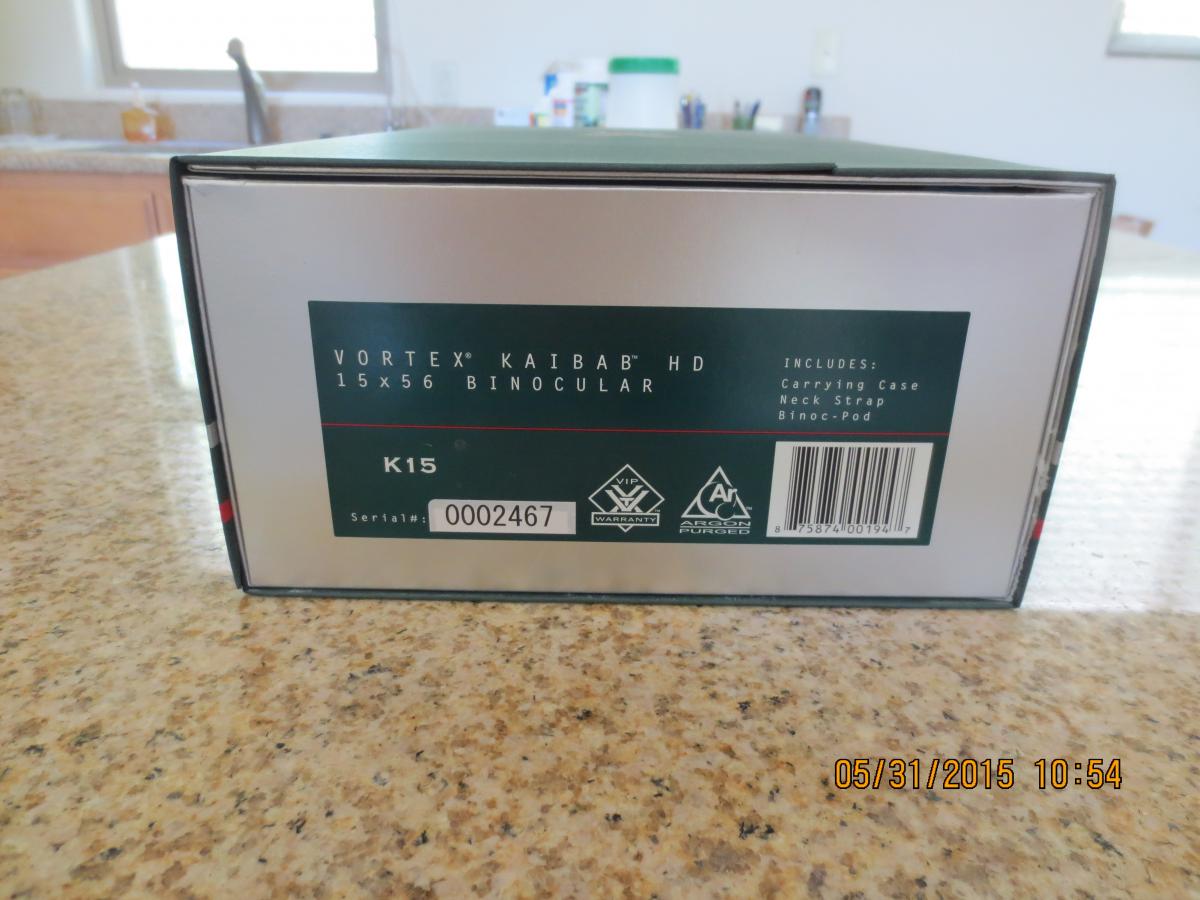 VORTEX® KAIBAB™ HD
15x56 BINOCULAR
INCLUDES:
Carrying Case
Neck Strap
Binoc-Pod
K15
Serial#: 0002467
VIP
WARRANTY
Ar
ARGON
PURGED
8 75874 00194 7
05/31/2015 10:54